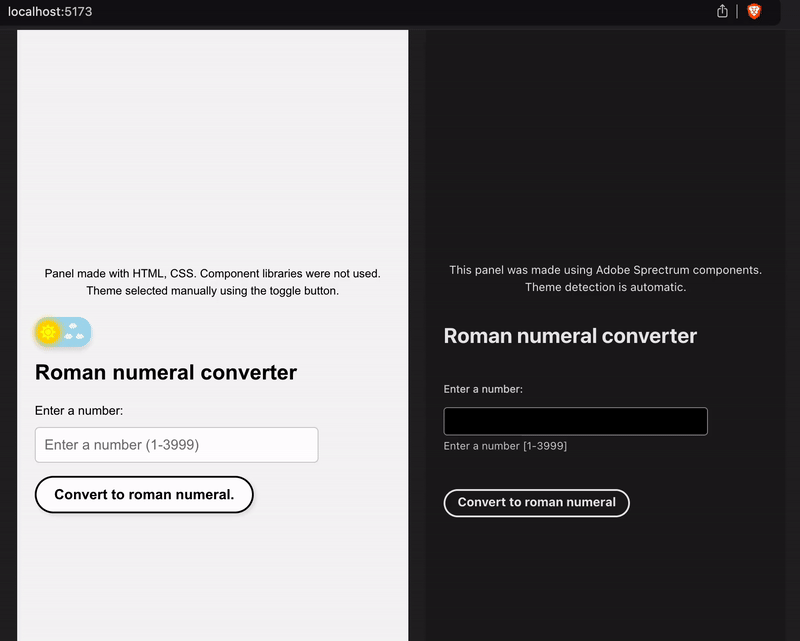 localhost:5173
Panel made with HTML, CSS. Component libraries were not used.
Theme selected manually using the toggle button.
Roman numeral converter
Enter a number:
Enter a number (1-3999)
Convert to roman numeral.
This panel was made using Adobe Sprectrum components.
Theme detection is automatic.
Roman numeral converter
Enter a number:
Enter a number [1-3999]
Convert to roman numeral